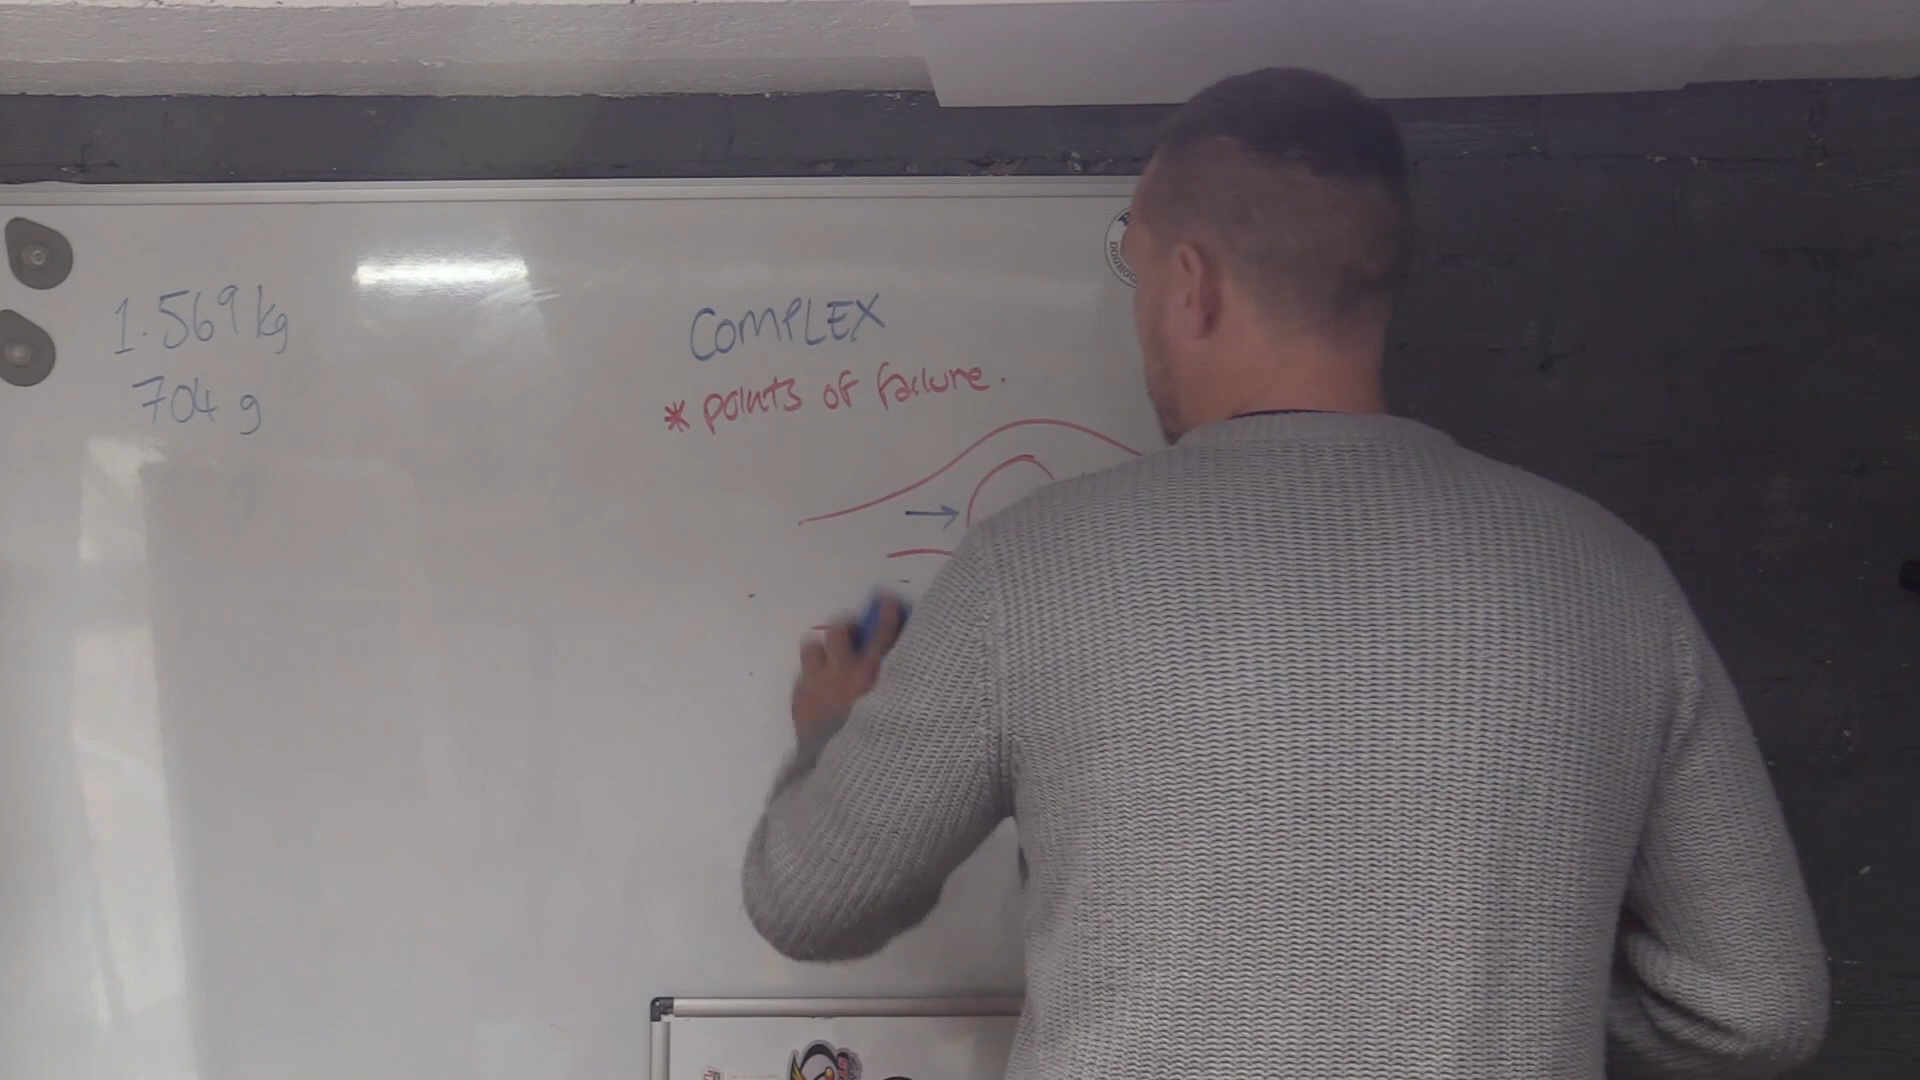 1.569 kg
704 g
COMPLEX
* points of failure.